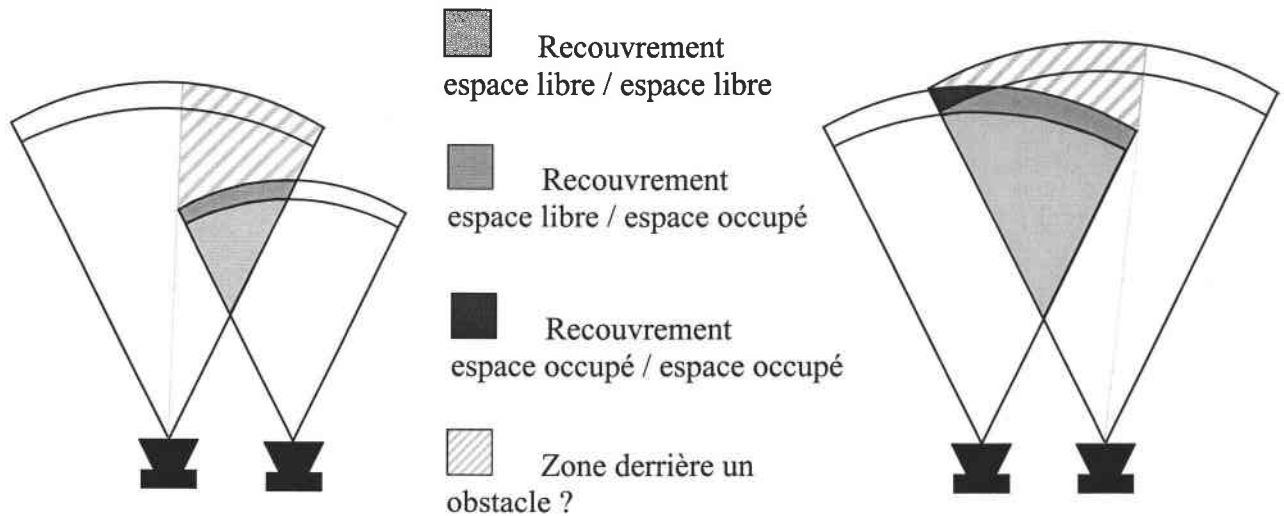 Recouvrement
espace libre / espace libre
Recouvrement
espace libre / espace occupé
Recouvrement
espace occupé / espace occupé
Zone derrière un
obstacle ?